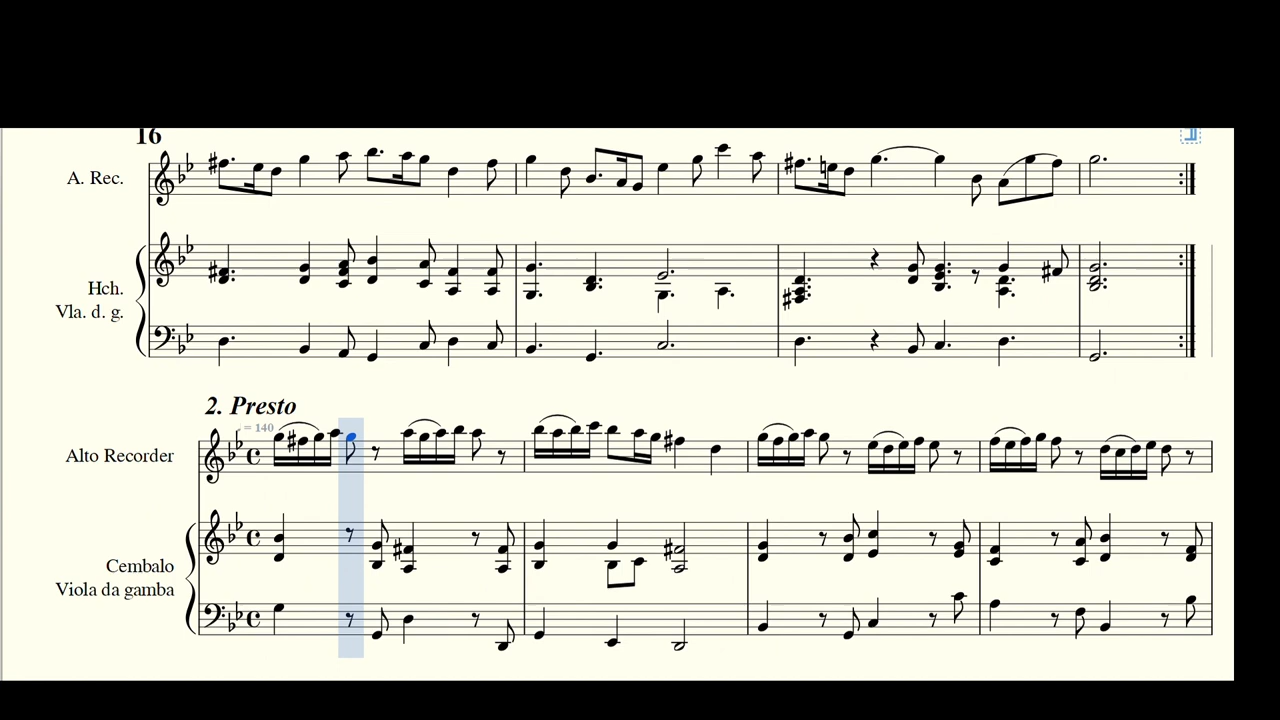 16
A. Rec.
Hch.
Vla. d. g.
2. Presto
♩ = 140
Alto Recorder
Cembalo
Viola da gamba